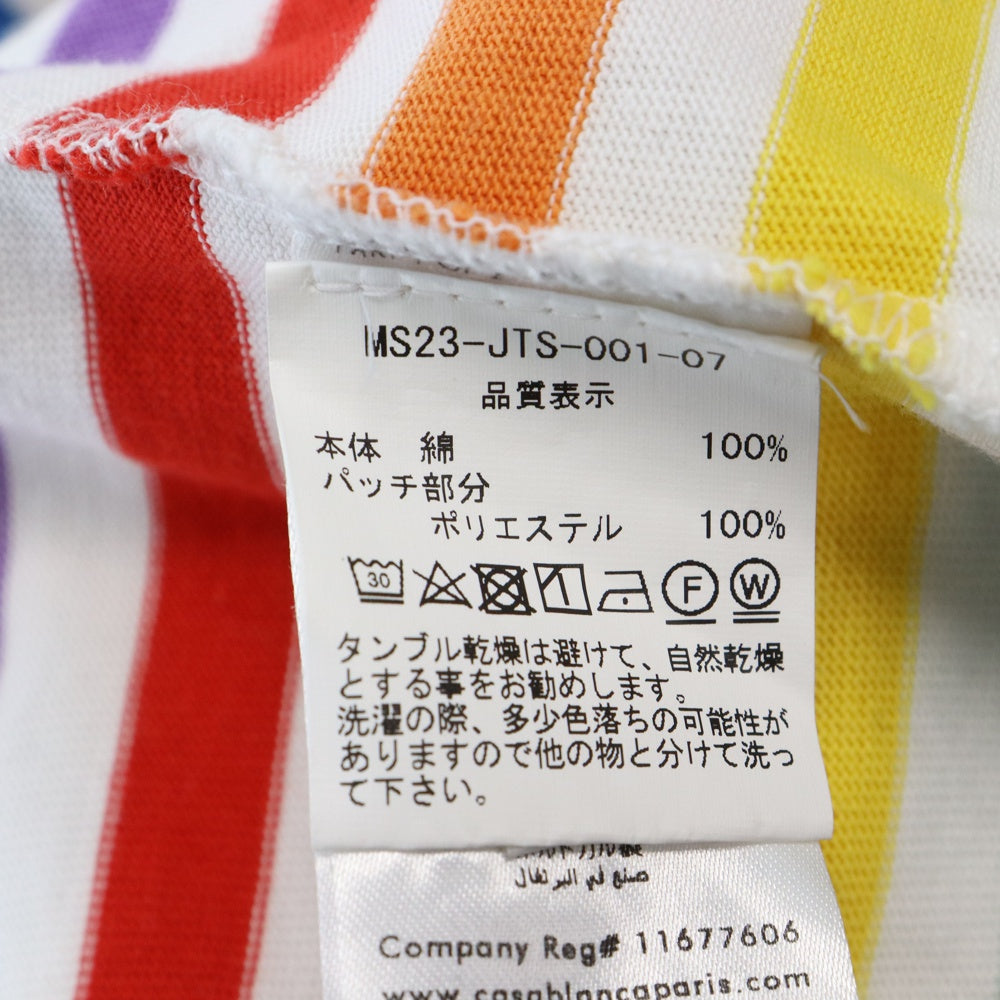 MS23-JTS-001-07
品質表示
本体 綿 100%
パッチ部分
ポリエステル 100%
30 F W
タンブル乾燥は避けて、自然乾燥
とする事をお勧めします。
洗濯の際、多少色落ちの可能性が
ありますので他の物と分けて洗っ
て下さい。
صنع في البرتغال
Company Reg# 11677606
www.casablancaparis.com